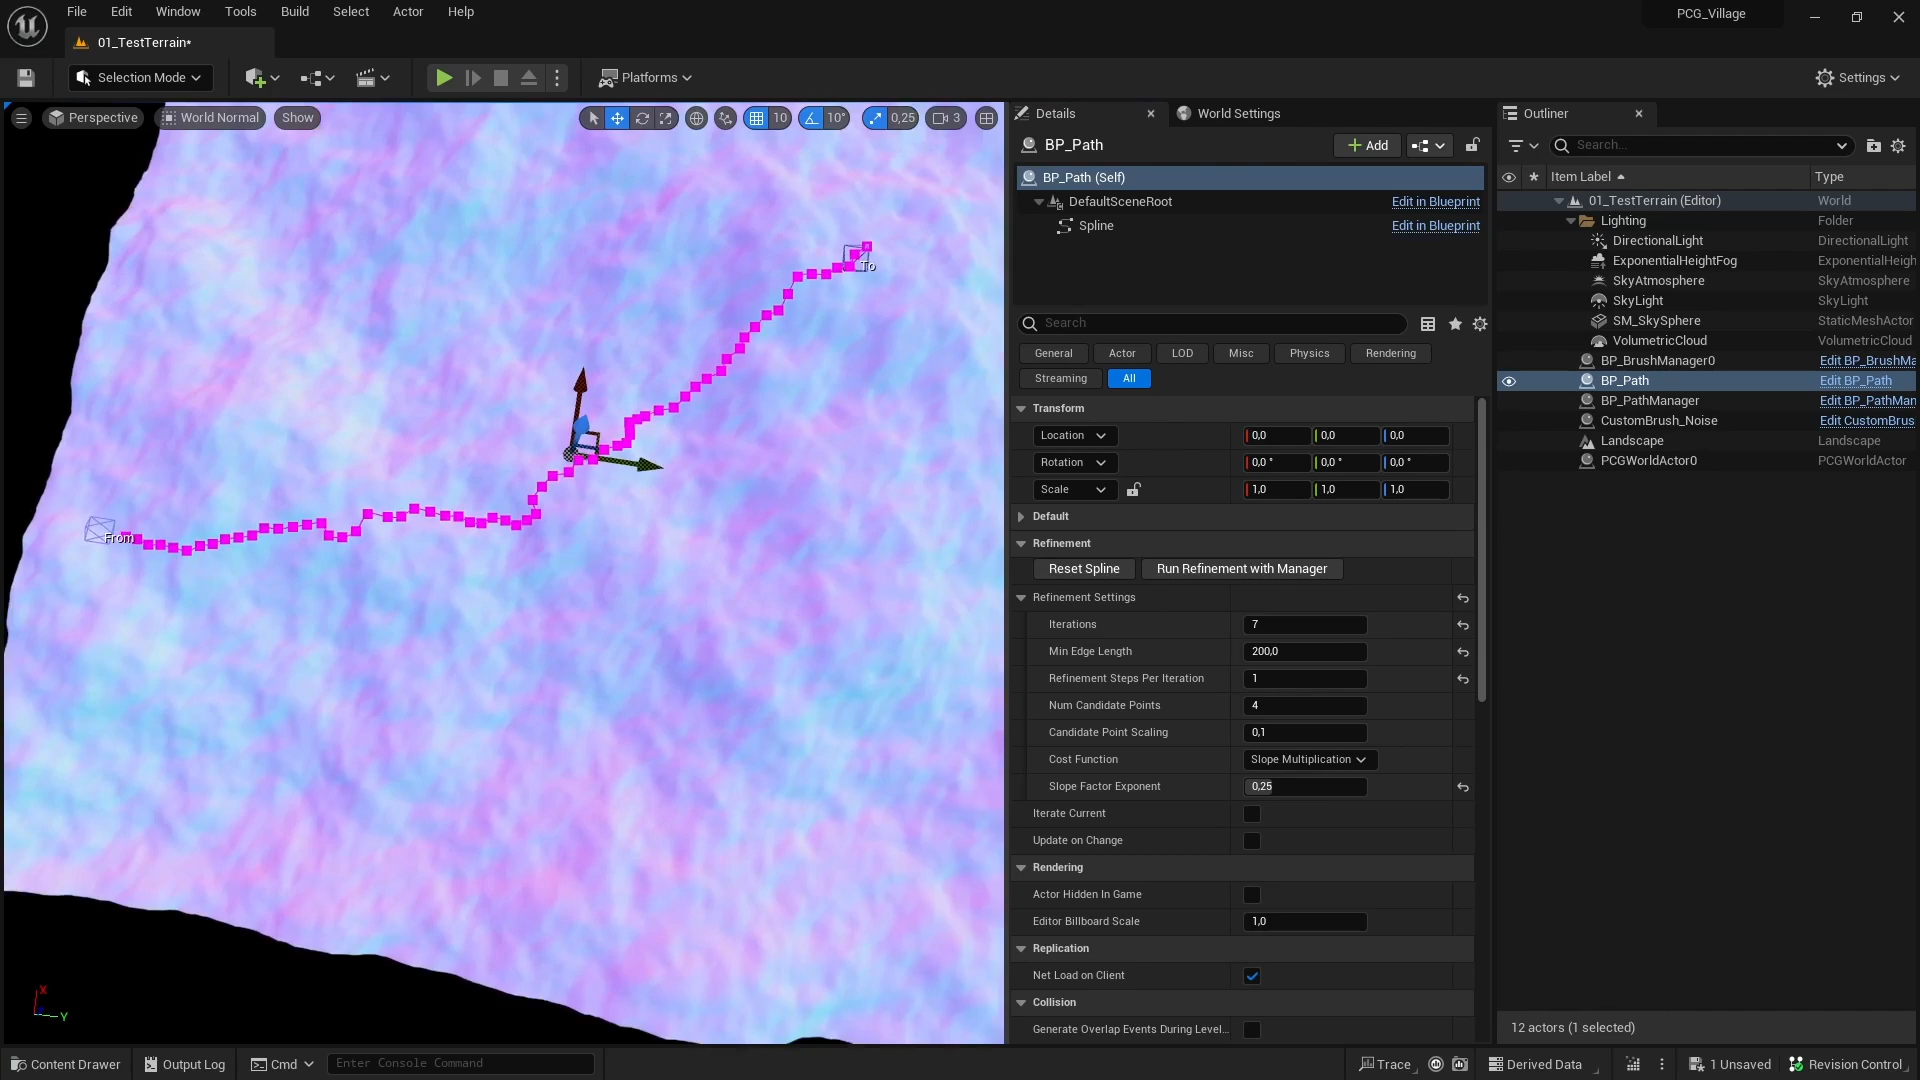 File Edit Window Tools Build Select Actor Help
PCG_Village
01_TestTerrain*
Selection Mode
Platforms
Settings
Perspective World Normal Show
10 10° 0,25 3
To
From
X
Y
Details World Settings
BP_Path
Add
BP_Path (Self)
DefaultSceneRoot Edit in Blueprint
Spline Edit in Blueprint
Search
General Actor LOD Misc Physics Rendering
Streaming All
Transform
Location 0,0 0,0 0,0
Rotation 0,0 ° 0,0 ° 0,0 °
Scale 1,0 1,0 1,0
Default
Refinement
Reset Spline Run Refinement with Manager
Refinement Settings
Iterations 7
Min Edge Length 200,0
Refinement Steps Per Iteration 1
Num Candidate Points 4
Candidate Point Scaling 0,1
Cost Function Slope Multiplication
Slope Factor Exponent 0,25
Iterate Current
Update on Change
Rendering
Actor Hidden In Game
Editor Billboard Scale 1,0
Replication
Net Load on Client
Collision
Generate Overlap Events During Level...
Outliner
Search...
Item Label Type
01_TestTerrain (Editor) World
Lighting Folder
DirectionalLight DirectionalLight
ExponentialHeightFog ExponentialHeigh
SkyAtmosphere SkyAtmosphere
SkyLight SkyLight
SM_SkySphere StaticMeshActor
VolumetricCloud VolumetricCloud
BP_BrushManager0 Edit BP_BrushMa
BP_Path Edit BP_Path
BP_PathManager Edit BP_PathMan
CustomBrush_Noise Edit CustomBrus
Landscape Landscape
PCGWorldActor0 PCGWorldActor
12 actors (1 selected)
Content Drawer Output Log Cmd Enter Console Command
Trace Derived Data 1 Unsaved Revision Control